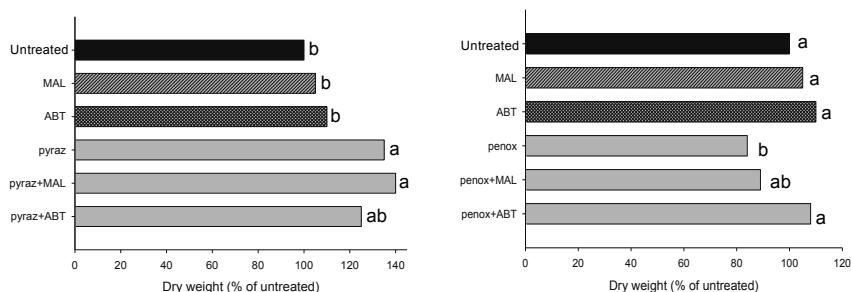 Untreated b
MAL b
ABT b
pyraz a
pyraz+MAL a
pyraz+ABT ab
0 20 40 60 80 100 120 140
Dry weight (% of untreated)
Untreated a
MAL a
ABT a
penox b
penox+MAL ab
penox+ABT a
0 20 40 60 80 100 120
Dry weight (% of untreated)